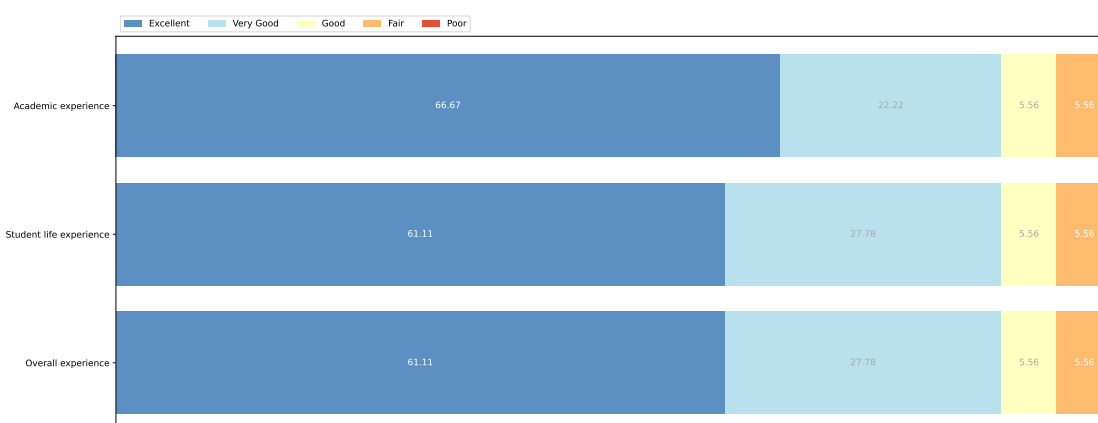 Excellent Very Good Good Fair Poor
Academic experience 66.67 22.22 5.56 5.56
Student life experience 61.11 27.78 5.56 5.56
Overall experience 61.11 27.78 5.56 5.56